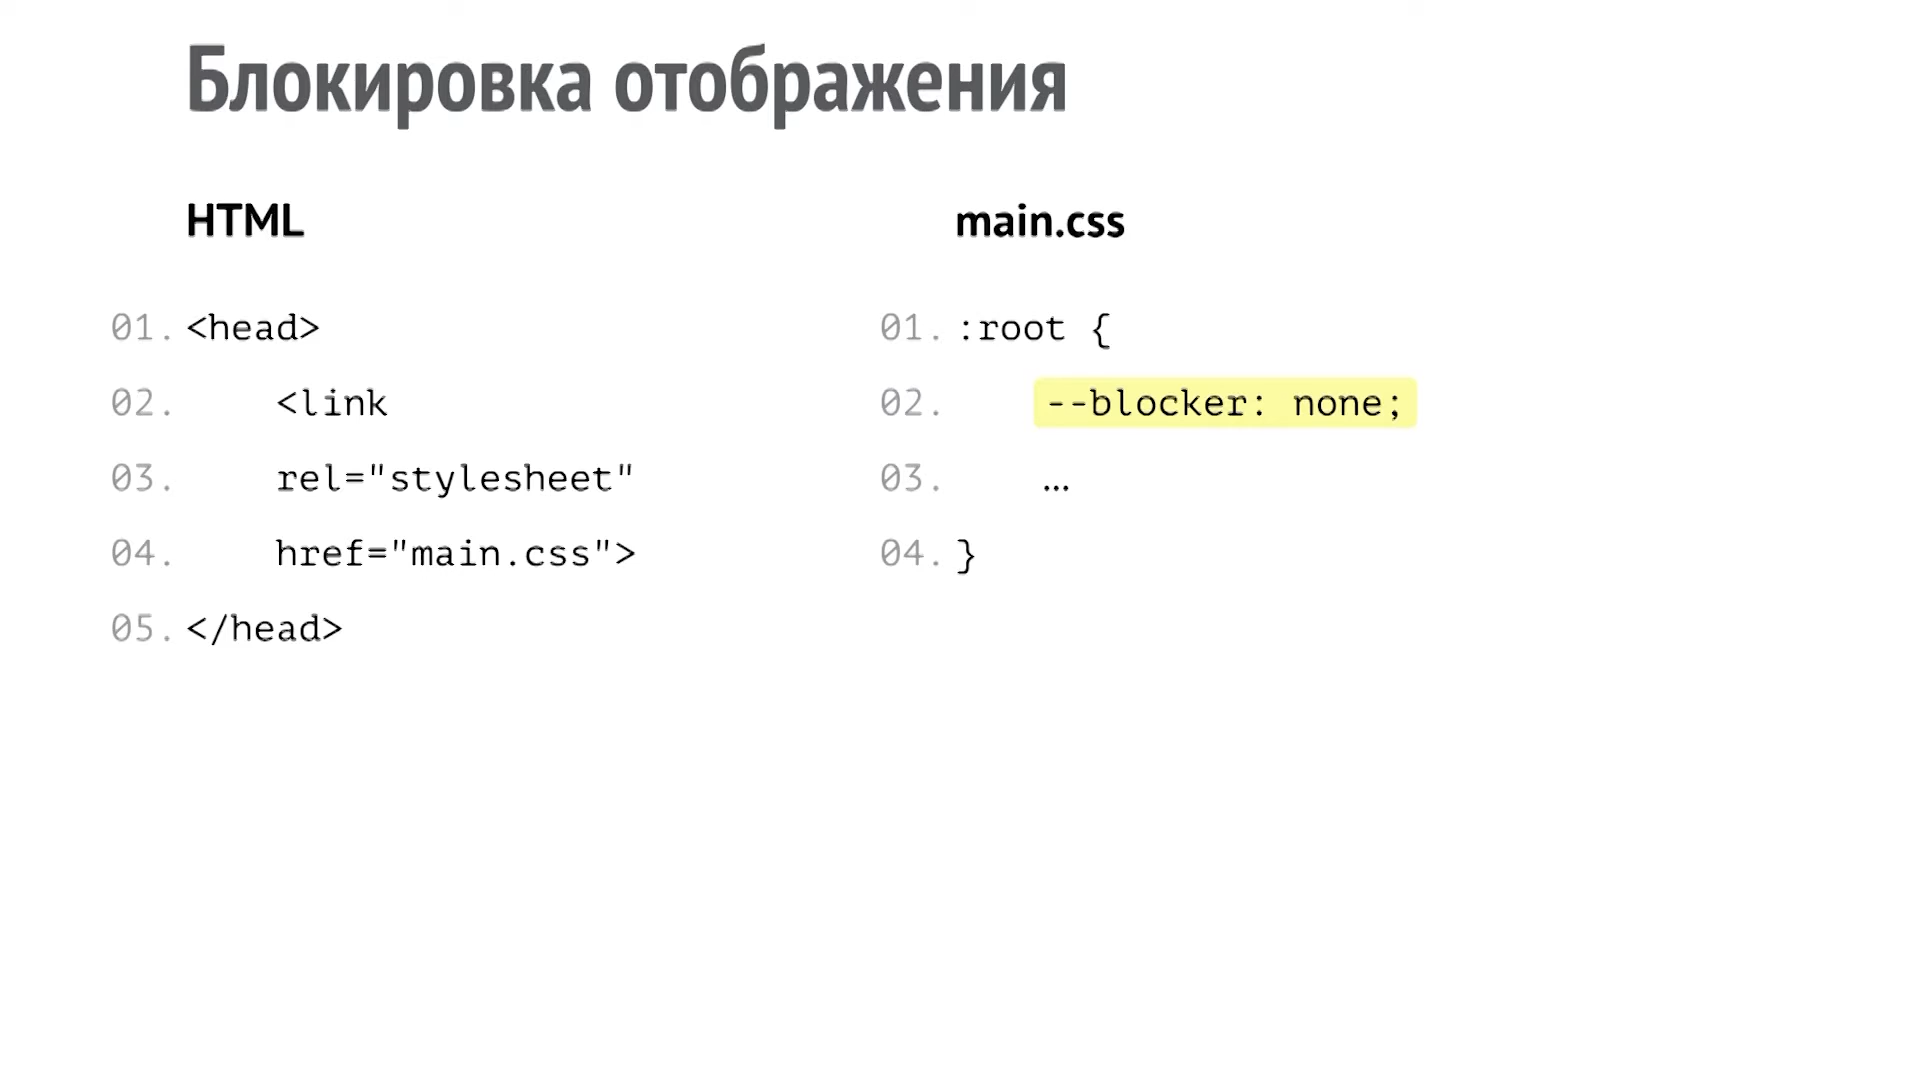 Блокировка отображения
HTML
01. <head>
02. <link
03. rel="stylesheet"
04. href="main.css">
05. </head>
main.css
01. :root {
02. --blocker: none;
03. …
04. }